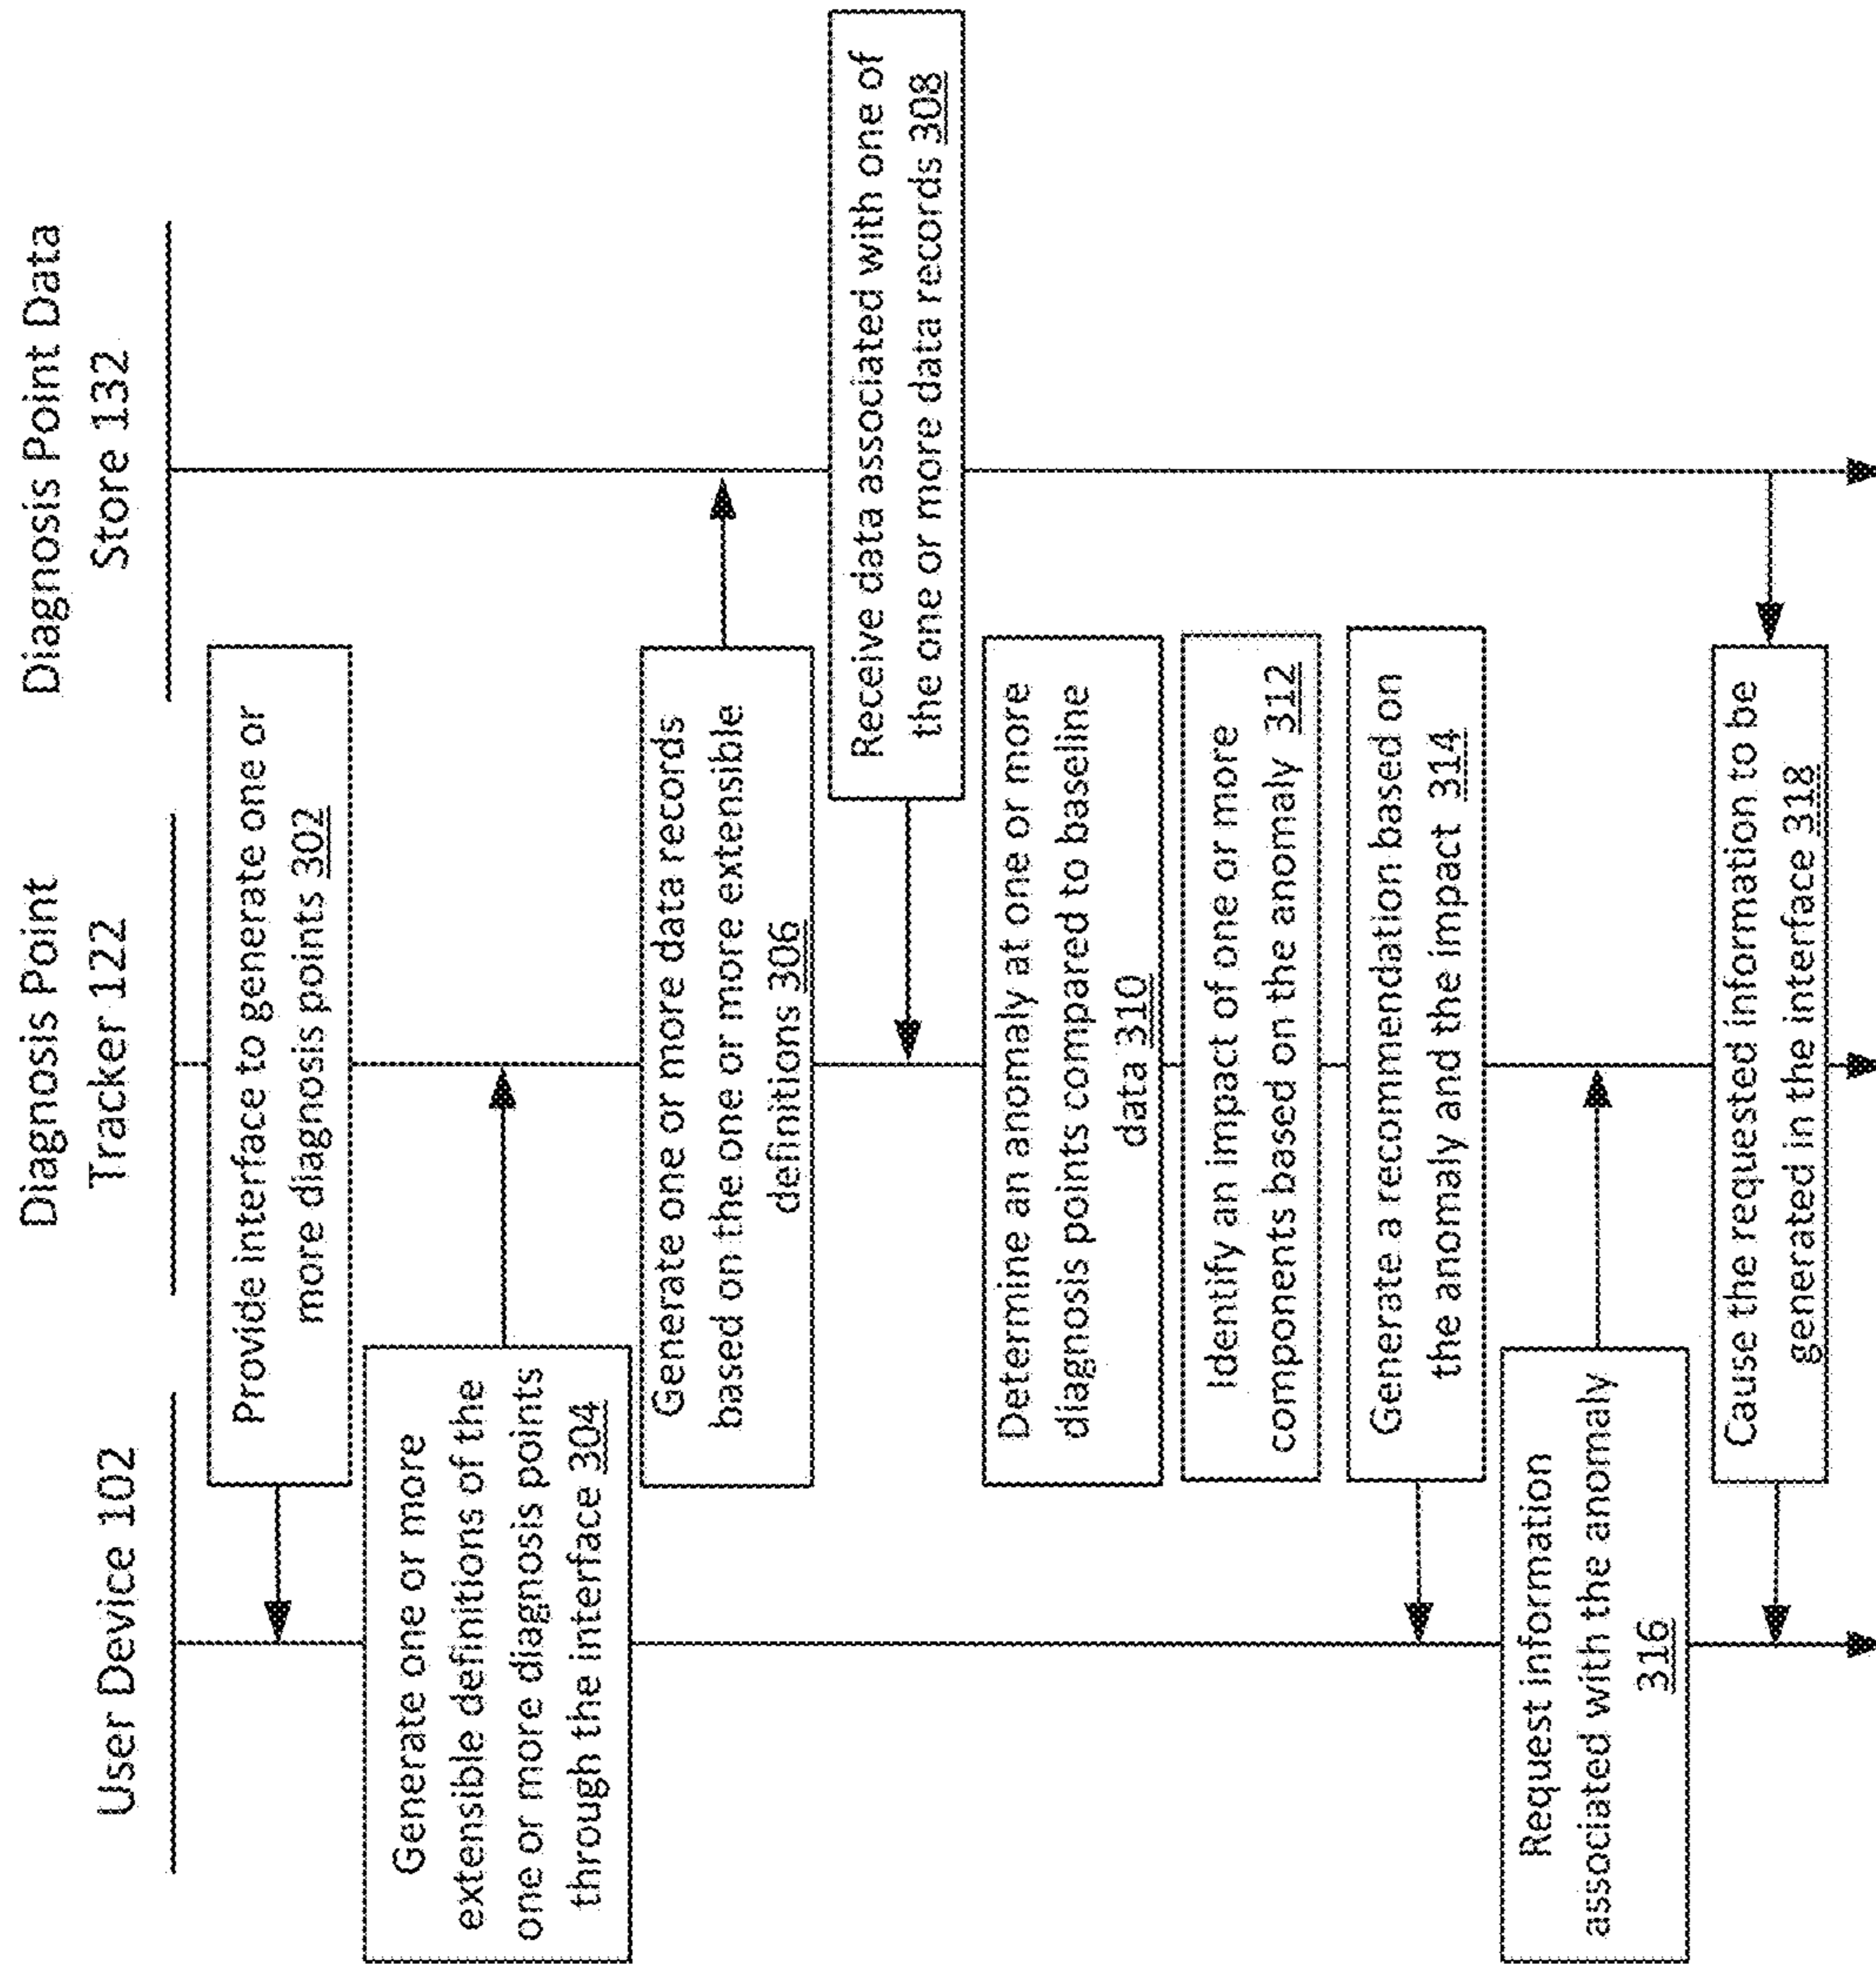 User Device 102
Diagnosis Point
Tracker 122
Diagnosis Point Data
Store 132
Provide interface to generate one or
more diagnosis points 302
Generate one or more
extensible definitions of the
one or more diagnosis points
through the interface 304
Generate one or more data records
based on the one or more extensible
definitions 306
Receive data associated with one of
the one or more data records 308
Determine an anomaly at one or more
diagnosis points compared to baseline
data 310
Identify an impact of one or more
components based on the anomaly 312
Generate a recommendation based on
the anomaly and the impact 314
Request information
associated with the anomaly
316
Cause the requested information to be
generated in the interface 318